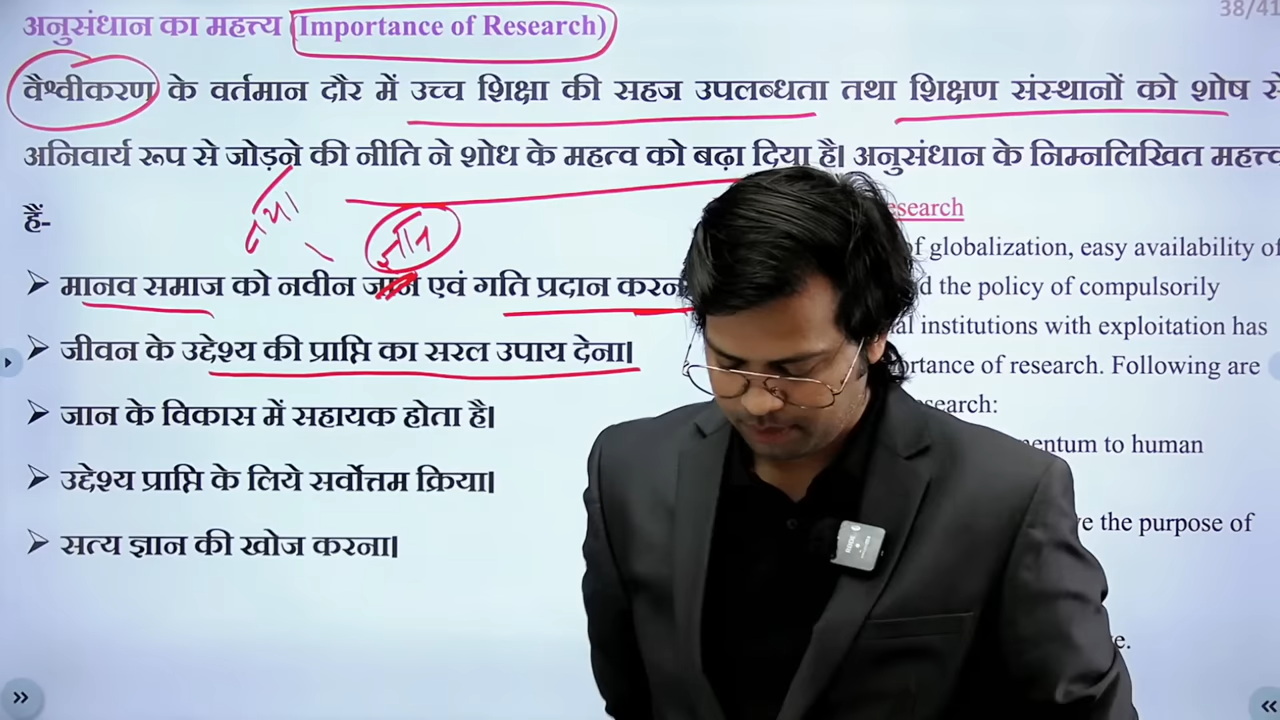 38/41
अनुसंधान का महत्त्य (Importance of Research)
वैश्वीकरण के वर्तमान दौर में उच्च शिक्षा की सहज उपलब्धता तथा शिक्षण संस्थानों को शोष से
अनिवार्य रूप से जोड़ने की नीति ने शोध के महत्व को बढ़ा दिया है। अनुसंधान के निम्नलिखित महत्त्व
हैं-
नया
ज्ञान
➢ मानव समाज को नवीन जान एवं गति प्रदान करन
➢ जीवन के उद्देश्य की प्राप्ति का सरल उपाय देना।
➢ जान के विकास में सहायक होता है।
➢ उद्देश्य प्राप्ति के लिये सर्वोत्तम क्रिया।
➢ सत्य ज्ञान की खोज करना।
esearch
of globalization, easy availability of
d the policy of compulsorily
al institutions with exploitation has
ortance of research. Following are
search:
mentum to human
ve the purpose of
e.